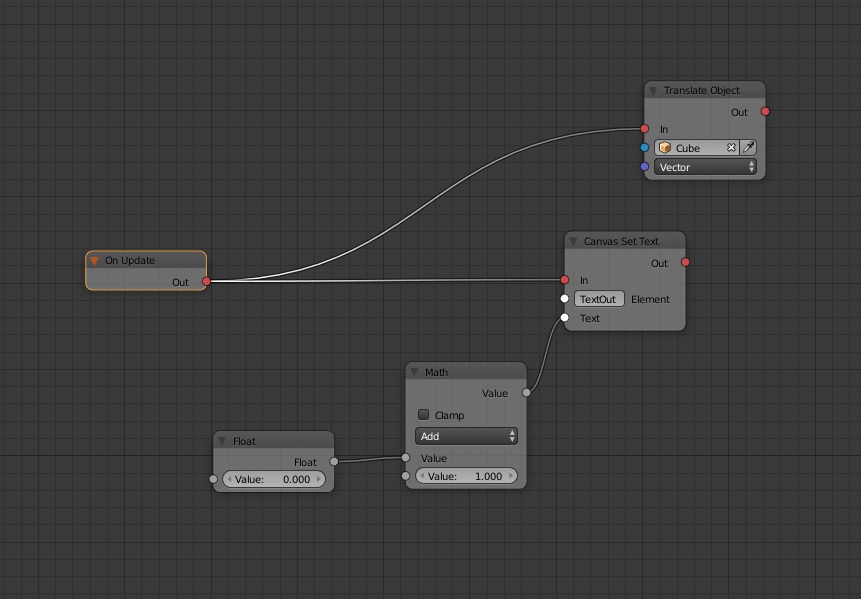 Translate Object
Out
In
Cube
Vector
Canvas Set Text
Out
In
TextOut Element
Text
On Update
Out
Math
Value
Clamp
Add
Value
Value: 1.000
Float
Float
Value: 0.000